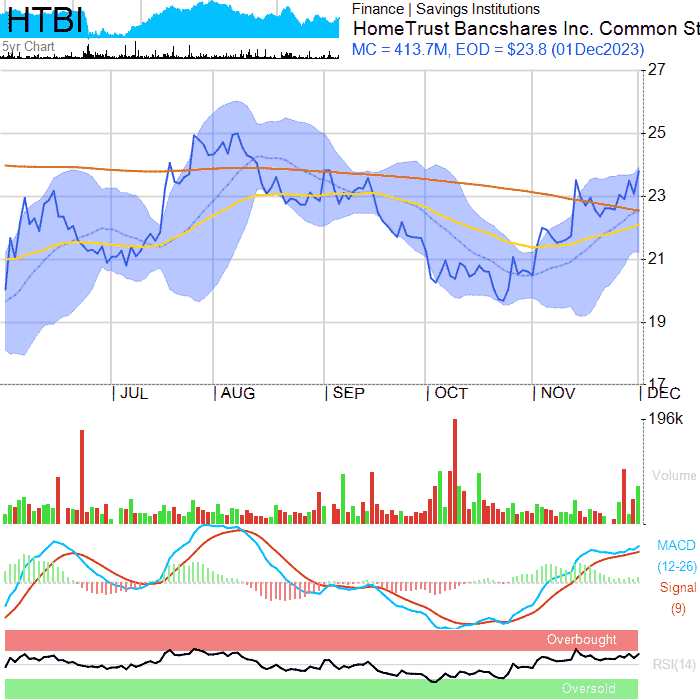 HTBI
5yr Chart
Finance | Savings Institutions
HomeTrust Bancshares Inc. Common St
MC = 413.7M, EOD = $23.8 (01Dec2023)
27
25
23
21
19
17
JUL AUG SEP OCT NOV DEC
196k
Volume
MACD
(12-26)
Signal
(9)
Overbought
RSI(14)
Oversold